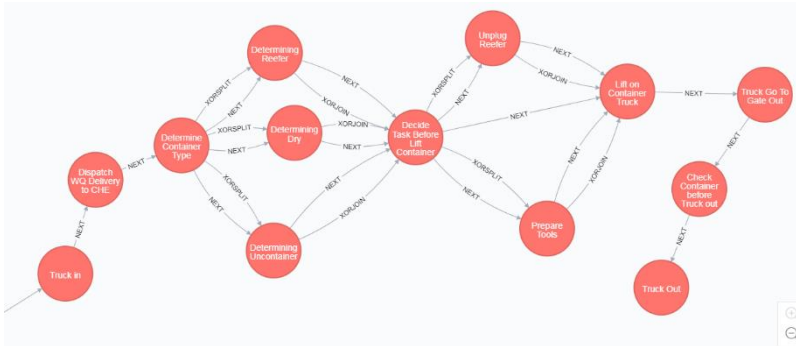 Truck in
NEXT
Dispatch
WQ Delivery
to CHE
NEXT
Determine
Container
Type
XORSPLIT
NEXT
XORSPLIT
NEXT
XORSPLIT
NEXT
Determining
Reefer
Determining
Dry
Determining
Uncontainer
NEXT
XORJOIN
XORJOIN
NEXT
NEXT
XORJOIN
Decide
Task Before
Lift
Container
XORSPLIT
NEXT
NEXT
XORSPLIT
NEXT
Unplug
Reefer
Prepare
Tools
NEXT
XORJOIN
NEXT
XORJOIN
Lift on
Container
Truck
NEXT
Truck Go To
Gate Out
NEXT
Check
Container
before
Truck out
NEXT
Truck Out